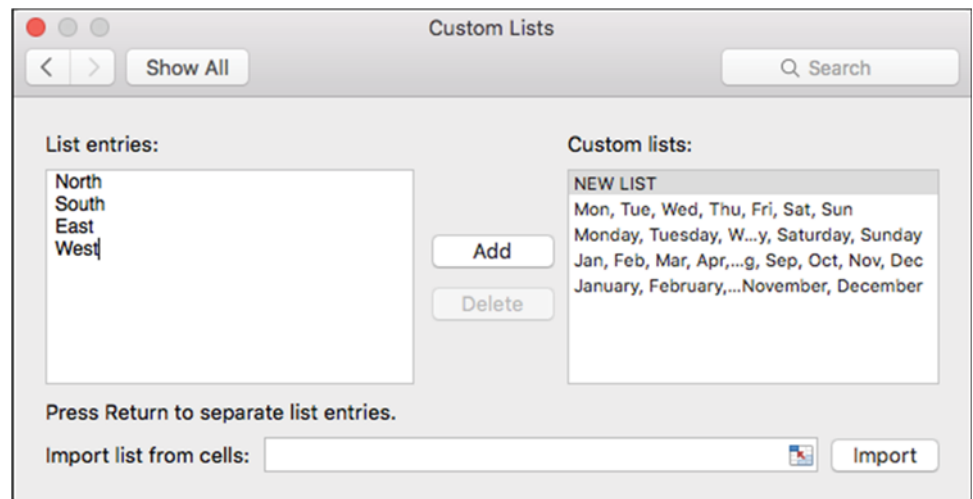 Custom Lists
Show All
Search
List entries:
Custom lists:
North
South
East
West
NEW LIST
Mon, Tue, Wed, Thu, Fri, Sat, Sun
Monday, Tuesday, W...y, Saturday, Sunday
Jan, Feb, Mar, Apr,...g, Sep, Oct, Nov, Dec
January, February,...November, December
Add
Delete
Press Return to separate list entries.
Import list from cells:
Import